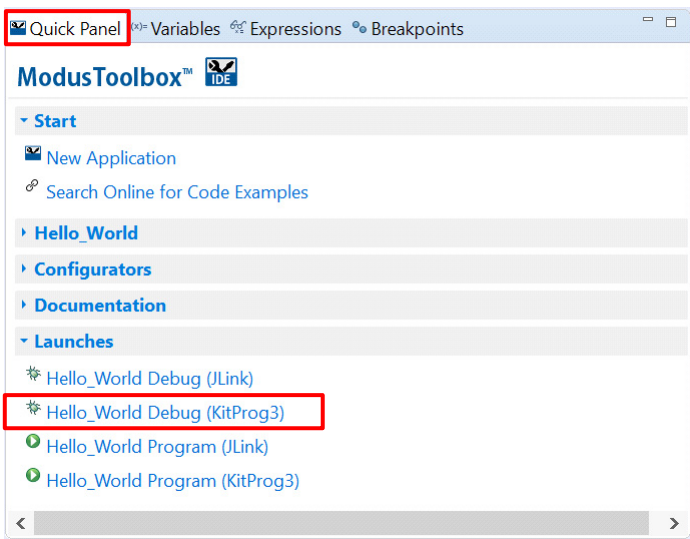 Quick Panel (x)= Variables Expressions Breakpoints
ModusToolbox™ IDE
Start
New Application
Search Online for Code Examples
Hello_World
Configurators
Documentation
Launches
Hello_World Debug (JLink)
Hello_World Debug (KitProg3)
Hello_World Program (JLink)
Hello_World Program (KitProg3)